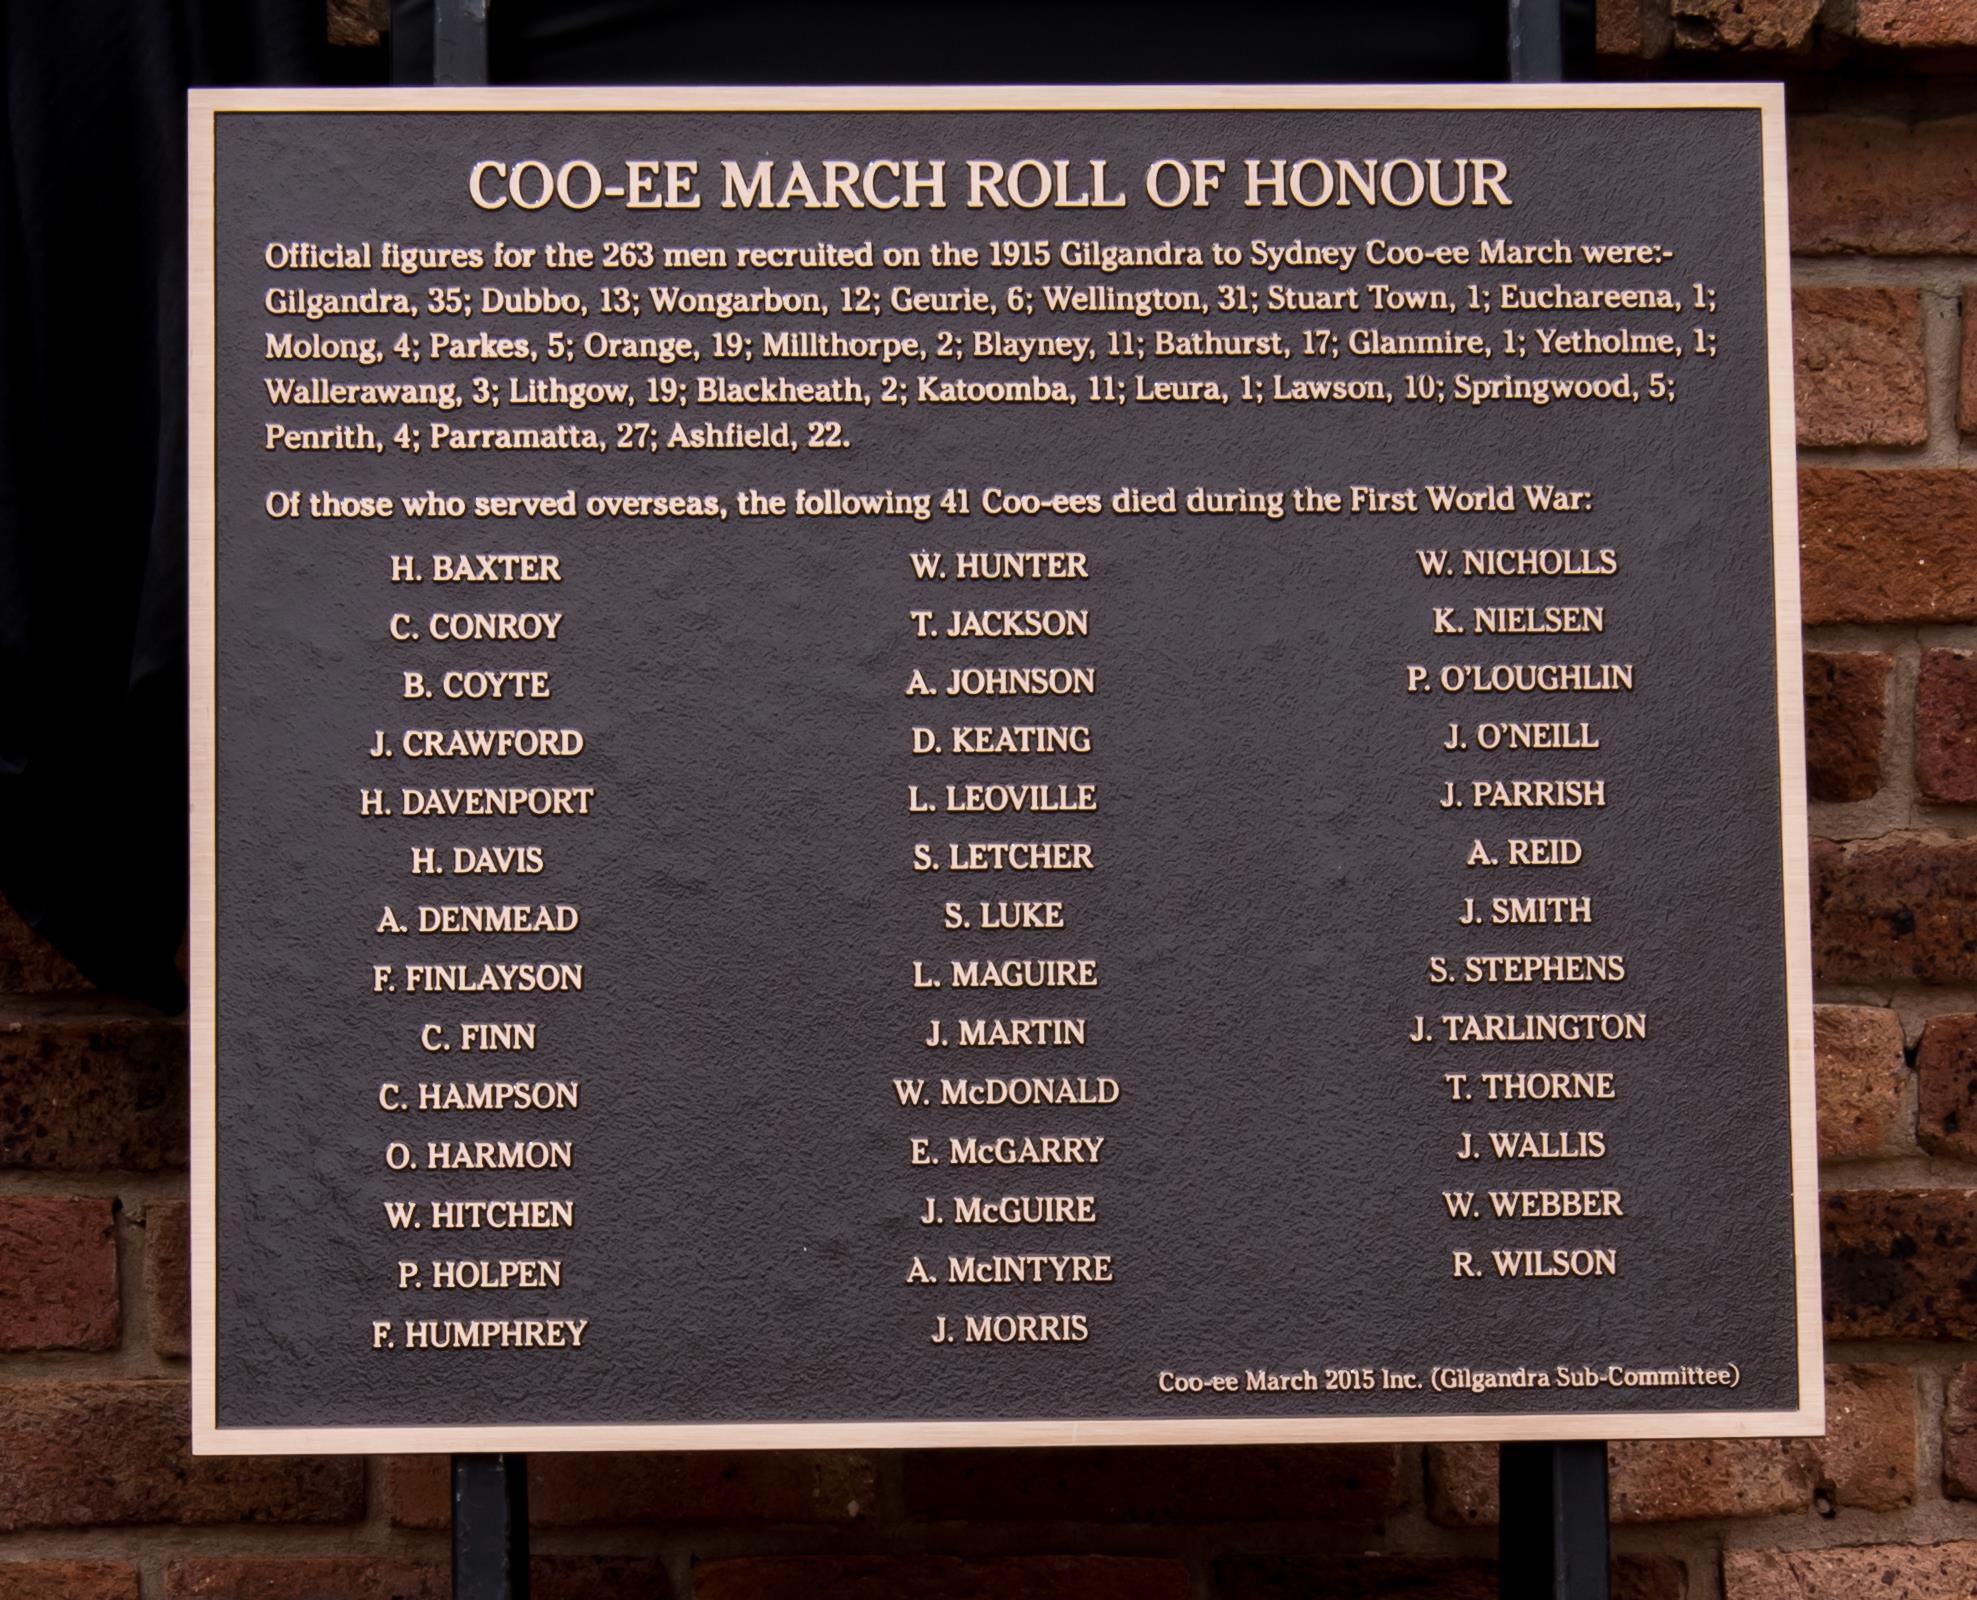 COO-EE MARCH ROLL OF HONOUR
Official figures for the 263 men recruited on the 1915 Gilgandra to Sydney Coo-ee March were:-
Gilgandra, 35; Dubbo, 13; Wongarbon, 12; Geurie, 6; Wellington, 31; Stuart Town, 1; Euchareena, 1;
Molong, 4; Parkes, 5; Orange, 19; Millthorpe, 2; Blayney, 11; Bathurst, 17; Glanmire, 1; Yetholme, 1;
Wallerawang, 3; Lithgow, 19; Blackheath, 2; Katoomba, 11; Leura, 1; Lawson, 10; Springwood, 5;
Penrith, 4; Parramatta, 27; Ashfield, 22.
Of those who served overseas, the following 41 Coo-ees died during the First World War:
H. BAXTER
C. CONROY
B. COYTE
J. CRAWFORD
H. DAVENPORT
H. DAVIS
A. DENMEAD
F. FINLAYSON
C. FINN
C. HAMPSON
O. HARMON
W. HITCHEN
P. HOLPEN
F. HUMPHREY
W. HUNTER
T. JACKSON
A. JOHNSON
D. KEATING
L. LEOVILLE
S. LETCHER
S. LUKE
L. MAGUIRE
J. MARTIN
W. McDONALD
E. McGARRY
J. McGUIRE
A. McINTYRE
J. MORRIS
W. NICHOLLS
K. NIELSEN
P. O'LOUGHLIN
J. O'NEILL
J. PARRISH
A. REID
J. SMITH
S. STEPHENS
J. TARLINGTON
T. THORNE
J. WALLIS
W. WEBBER
R. WILSON
Coo-ee March 2015 Inc. (Gilgandra Sub-Committee)